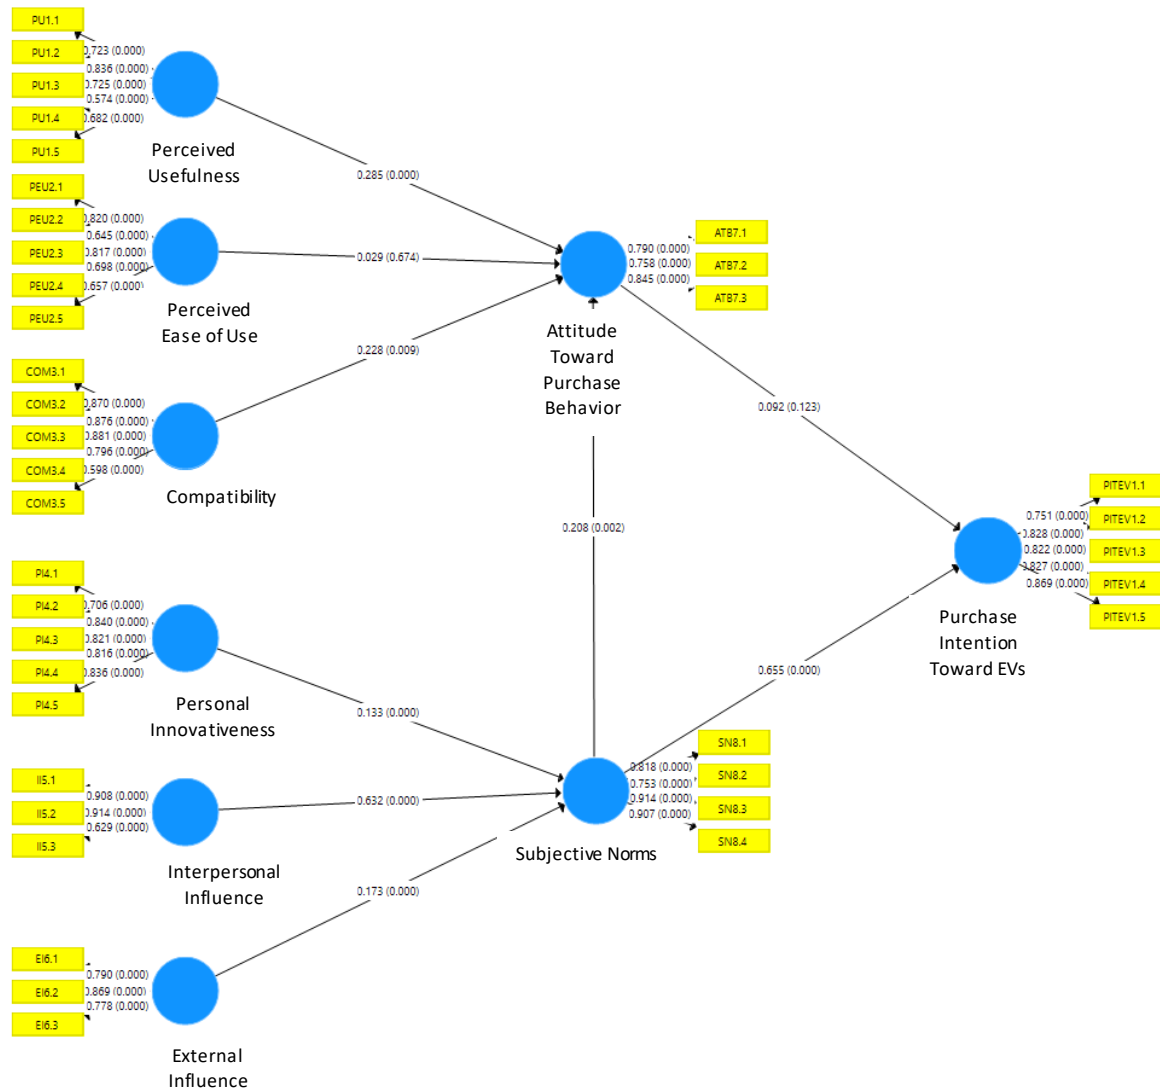 PU1.1
PU1.2
PU1.3
PU1.4
PU1.5
0.723 (0.000)
0.836 (0.000)
0.725 (0.000)
0.574 (0.000)
0.682 (0.000)
Perceived
Usefulness
0.285 (0.000)
PEU2.1
PEU2.2
PEU2.3
PEU2.4
PEU2.5
0.820 (0.000)
0.645 (0.000)
0.817 (0.000)
0.698 (0.000)
0.657 (0.000)
Perceived
Ease of Use
0.029 (0.674)
COM3.1
COM3.2
COM3.3
COM3.4
COM3.5
0.870 (0.000)
0.876 (0.000)
0.881 (0.000)
0.796 (0.000)
0.598 (0.000)
Compatibility
0.228 (0.009)
ATB7.1
ATB7.2
ATB7.3
0.790 (0.000)
0.758 (0.000)
0.845 (0.000)
Attitude
Toward
Purchase
Behavior
0.092 (0.123)
0.208 (0.002)
PITEV1.1
PITEV1.2
PITEV1.3
PITEV1.4
PITEV1.5
0.751 (0.000)
0.828 (0.000)
0.822 (0.000)
0.827 (0.000)
0.869 (0.000)
Purchase
Intention
Toward EVs
0.655 (0.000)
PI4.1
PI4.2
PI4.3
PI4.4
PI4.5
0.706 (0.000)
0.840 (0.000)
0.821 (0.000)
0.816 (0.000)
0.836 (0.000)
Personal
Innovativeness
0.133 (0.000)
II5.1
II5.2
II5.3
0.908 (0.000)
0.914 (0.000)
0.629 (0.000)
Interpersonal
Influence
0.632 (0.000)
SN8.1
SN8.2
SN8.3
SN8.4
0.818 (0.000)
0.753 (0.000)
0.914 (0.000)
0.907 (0.000)
Subjective Norms
0.173 (0.000)
EI6.1
EI6.2
EI6.3
0.790 (0.000)
0.869 (0.000)
0.778 (0.000)
External
Influence